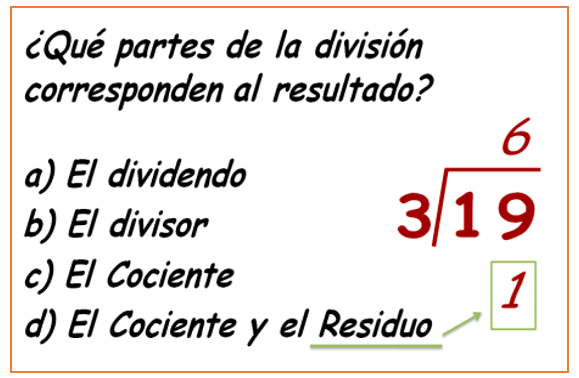 ¿Qué partes de la división
corresponden al resultado?
a) El dividendo
b) El divisor
c) El Cociente
d) El Cociente y el Residuo
6
3 19
1